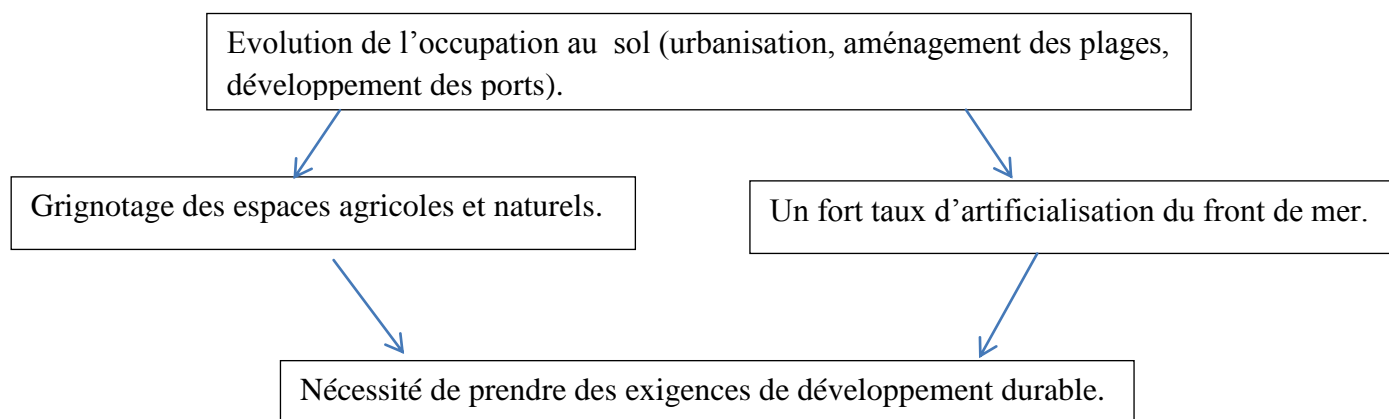 Evolution de l’occupation au sol (urbanisation, aménagement des plages,
développement des ports).
Grignotage des espaces agricoles et naturels.
Un fort taux d’artificialisation du front de mer.
Nécessité de prendre des exigences de développement durable.